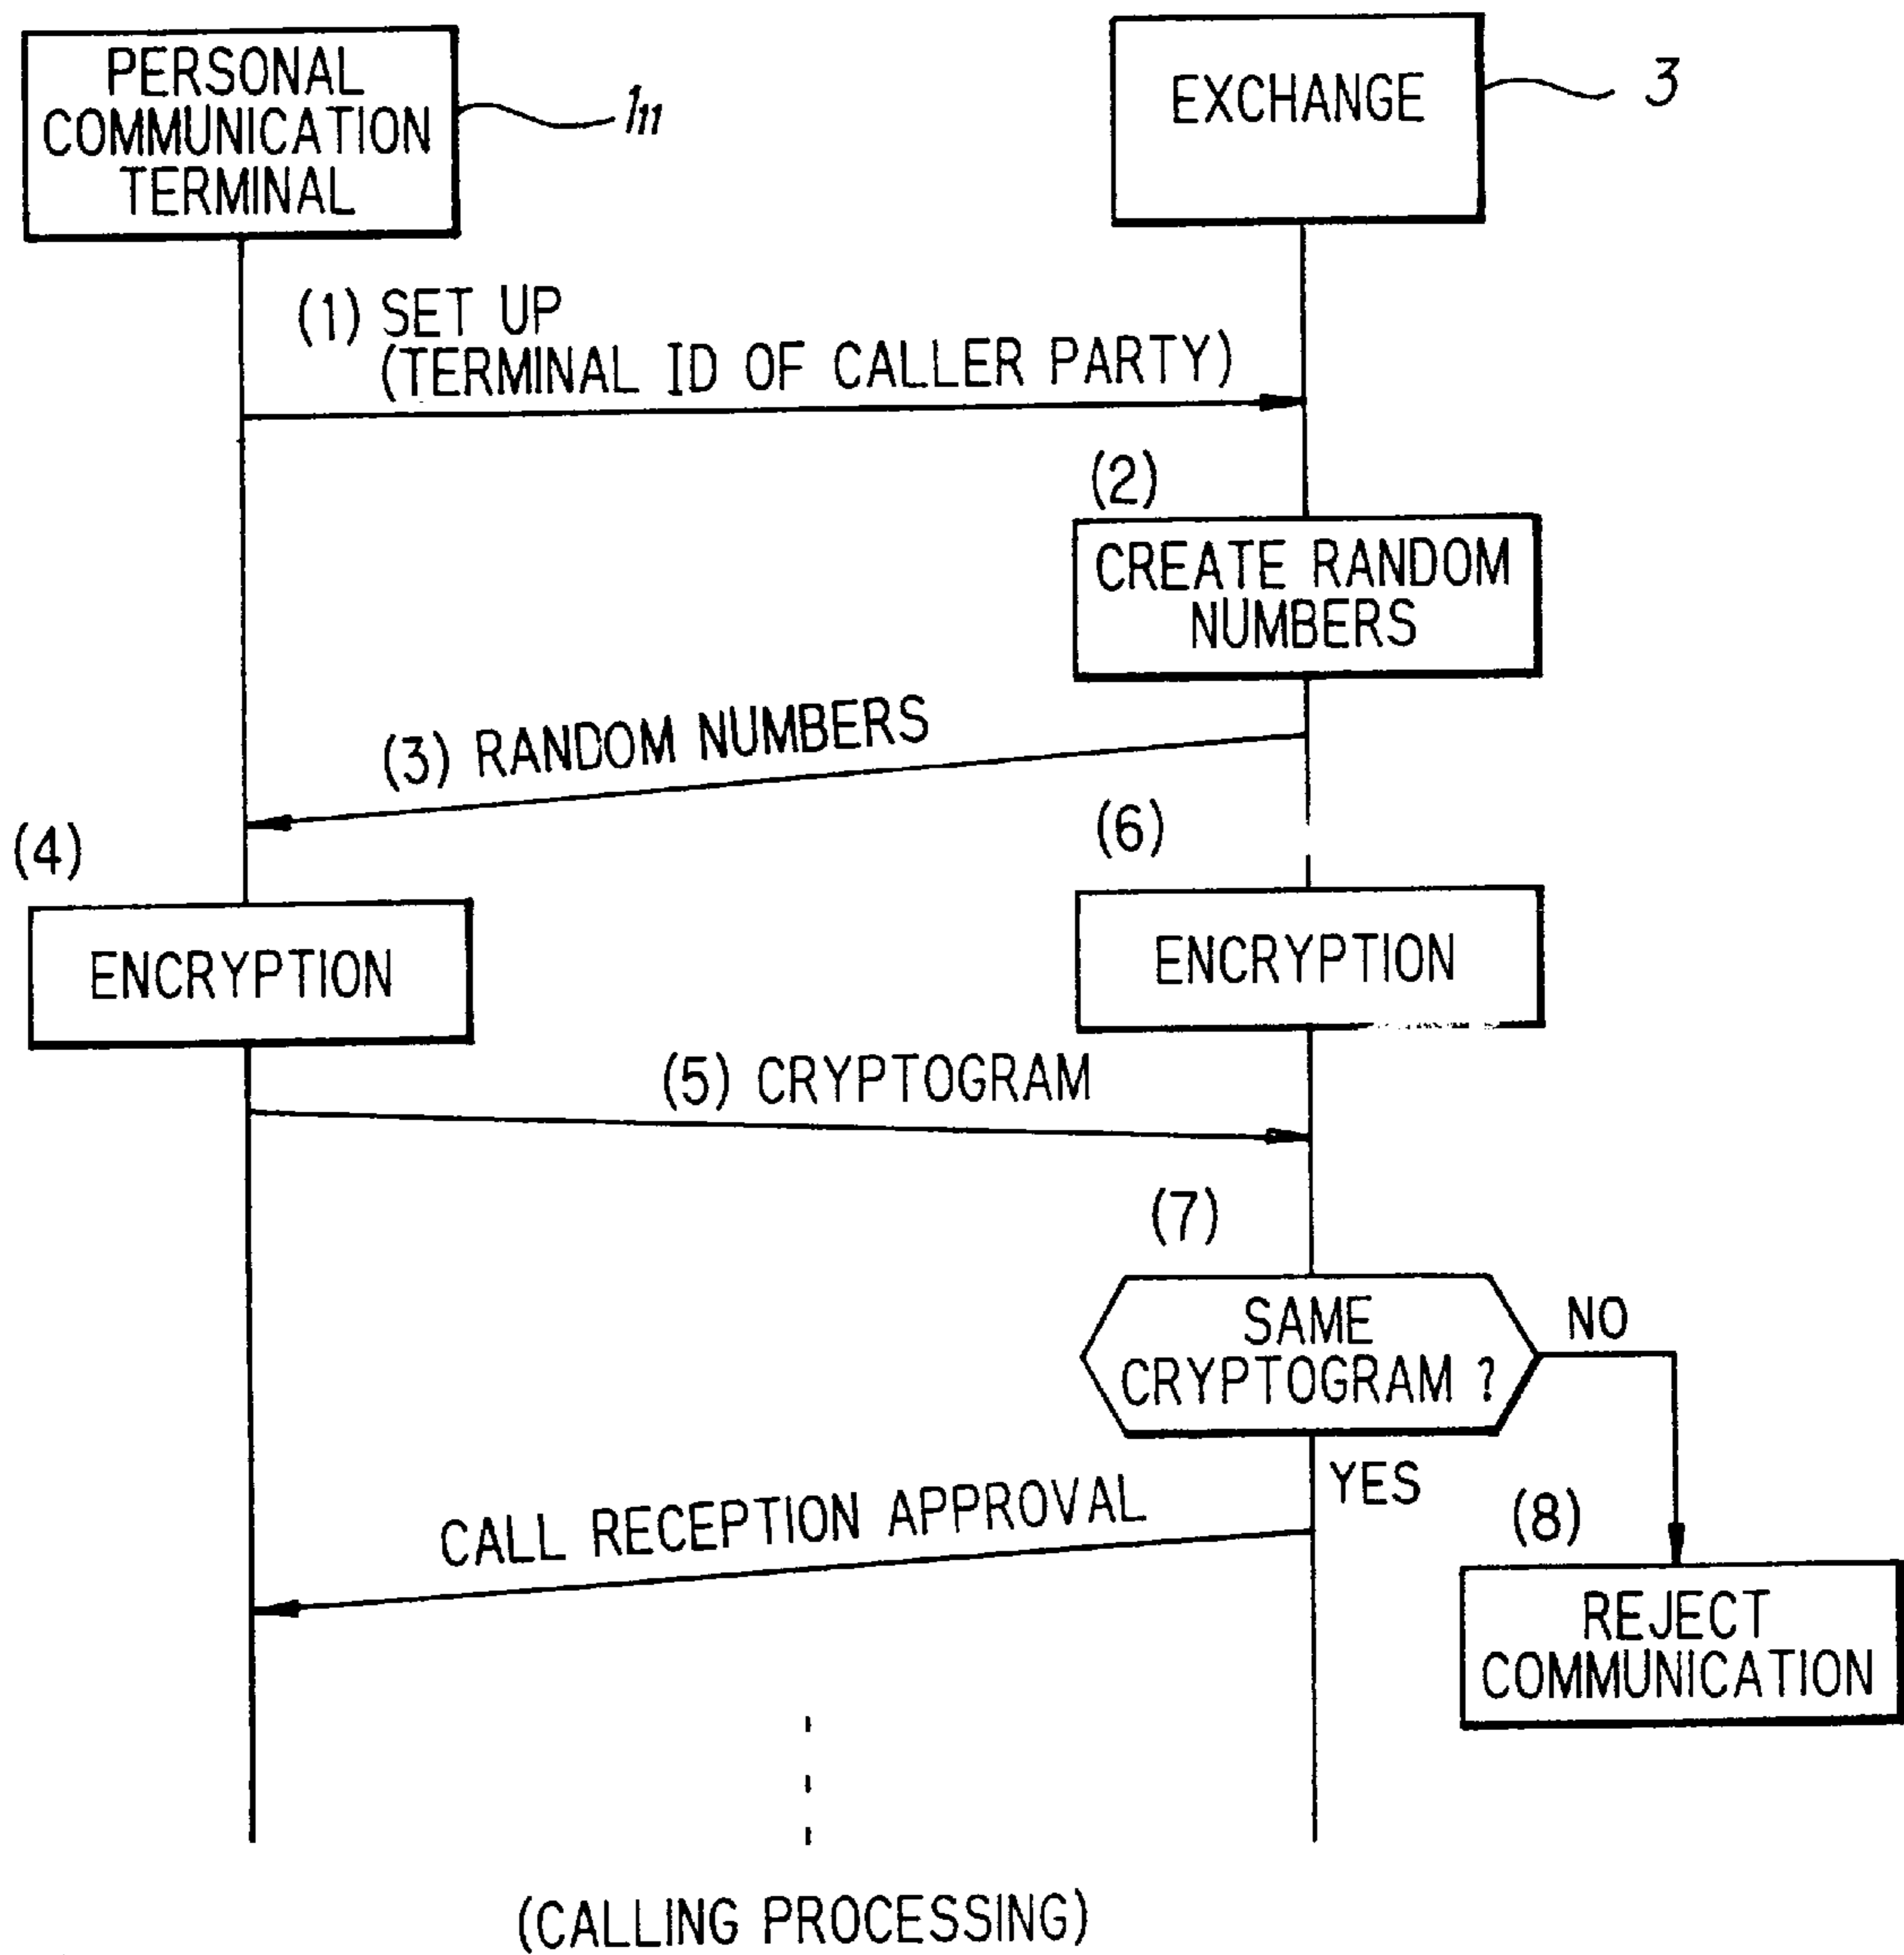 PERSONAL
COMMUNICATION
TERMINAL
1m
EXCHANGE
3
(1) SET UP
(TERMINAL ID OF CALLER PARTY)
(2)
CREATE RANDOM
NUMBERS
(3) RANDOM NUMBERS
(4)
ENCRYPTION
(6)
ENCRYPTION
(5) CRYPTOGRAM
(7)
SAME
CRYPTOGRAM ?
NO
YES
CALL RECEPTION APPROVAL
(8)
REJECT
COMMUNICATION
(CALLING PROCESSING)